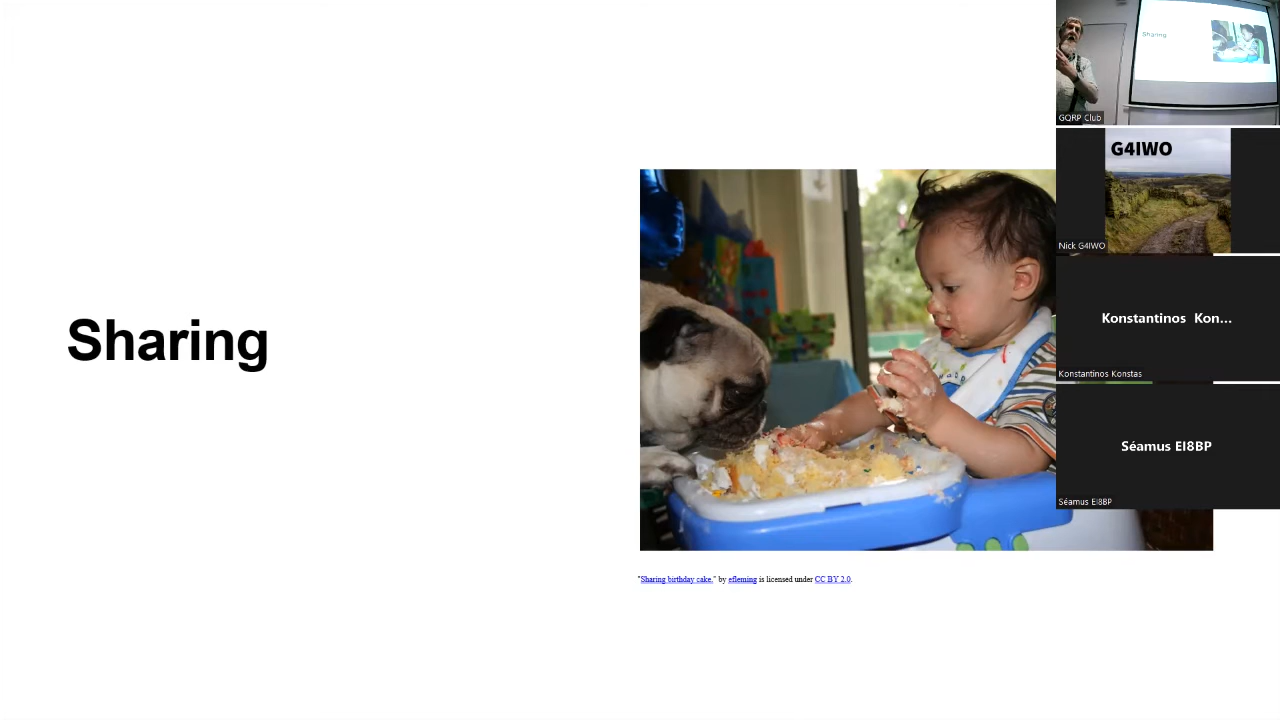 Sharing
"Sharing birthday cake." by efleming is licensed under CC BY 2.0.
Sharing
GQRP Club
G4IWO
Nick G4IWO
Konstantinos Kon...
Konstantinos Konstas
Séamus EI8BP
Séamus EI8BP